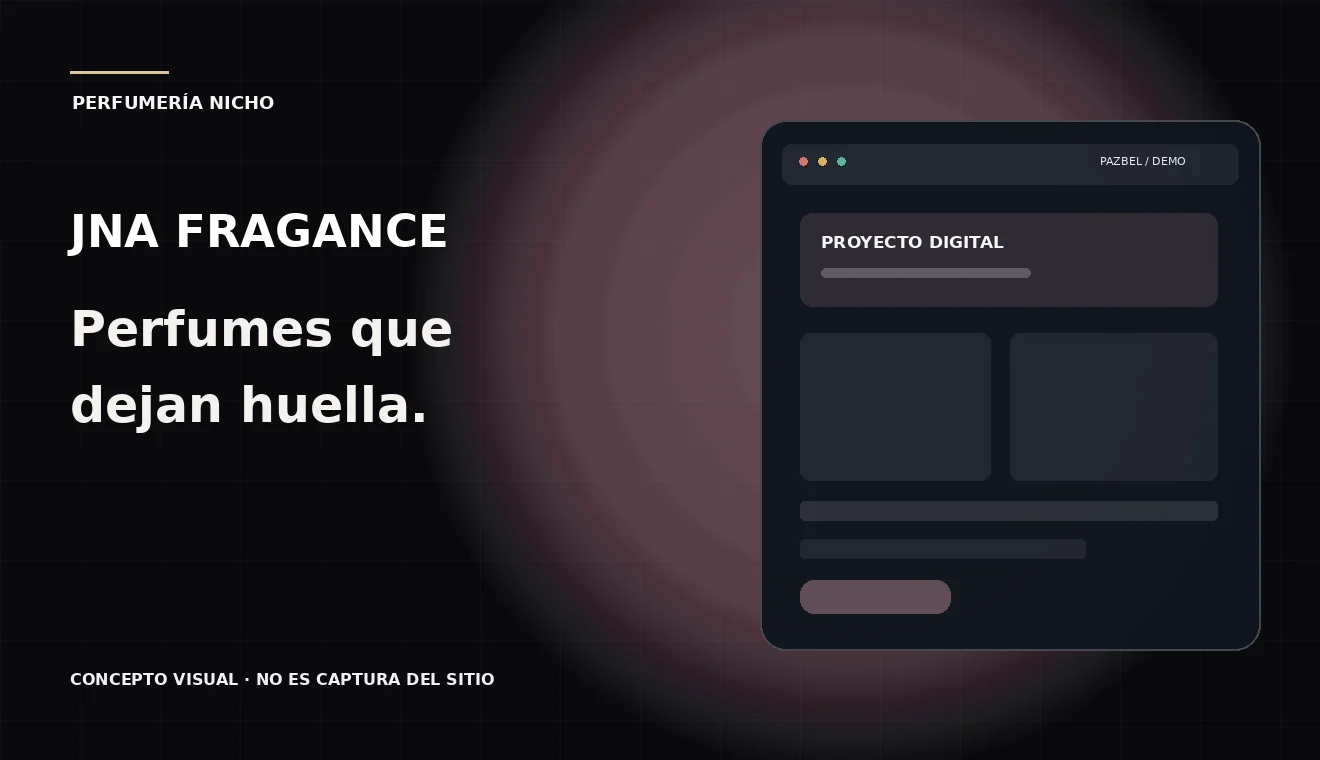 PERFUMERÍA NICHO
JNA FRAGANCE
Perfumes que
dejan huella.
CONCEPTO VISUAL · NO ES CAPTURA DEL SITIO
PAZBEL / DEMO
PROYECTO DIGITAL